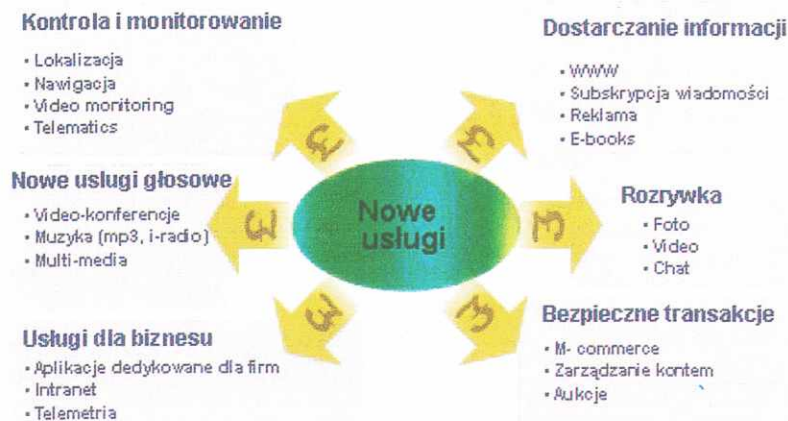 Kontrola i monitorowanie
• Lokalizacja
• Nawigacja
• Video monitoring
• Telematics
Dostarczanie informacji
• WWW
• Subskrypcja wiadomości
• Reklama
• E-books
Nowe usługi głosowe
• Video-konferencje
• Muzyka (mp3, i-radio)
• Multi-media
Nowe
usługi
Rozrywka
• Foto
• Video
• Chat
Usługi dla biznesu
• Aplikacje dedykowane dla firm
• Intranet
• Telemetria
Bezpieczne transakcje
• M- commerce
• Zarządzanie kontem
• Aukcje